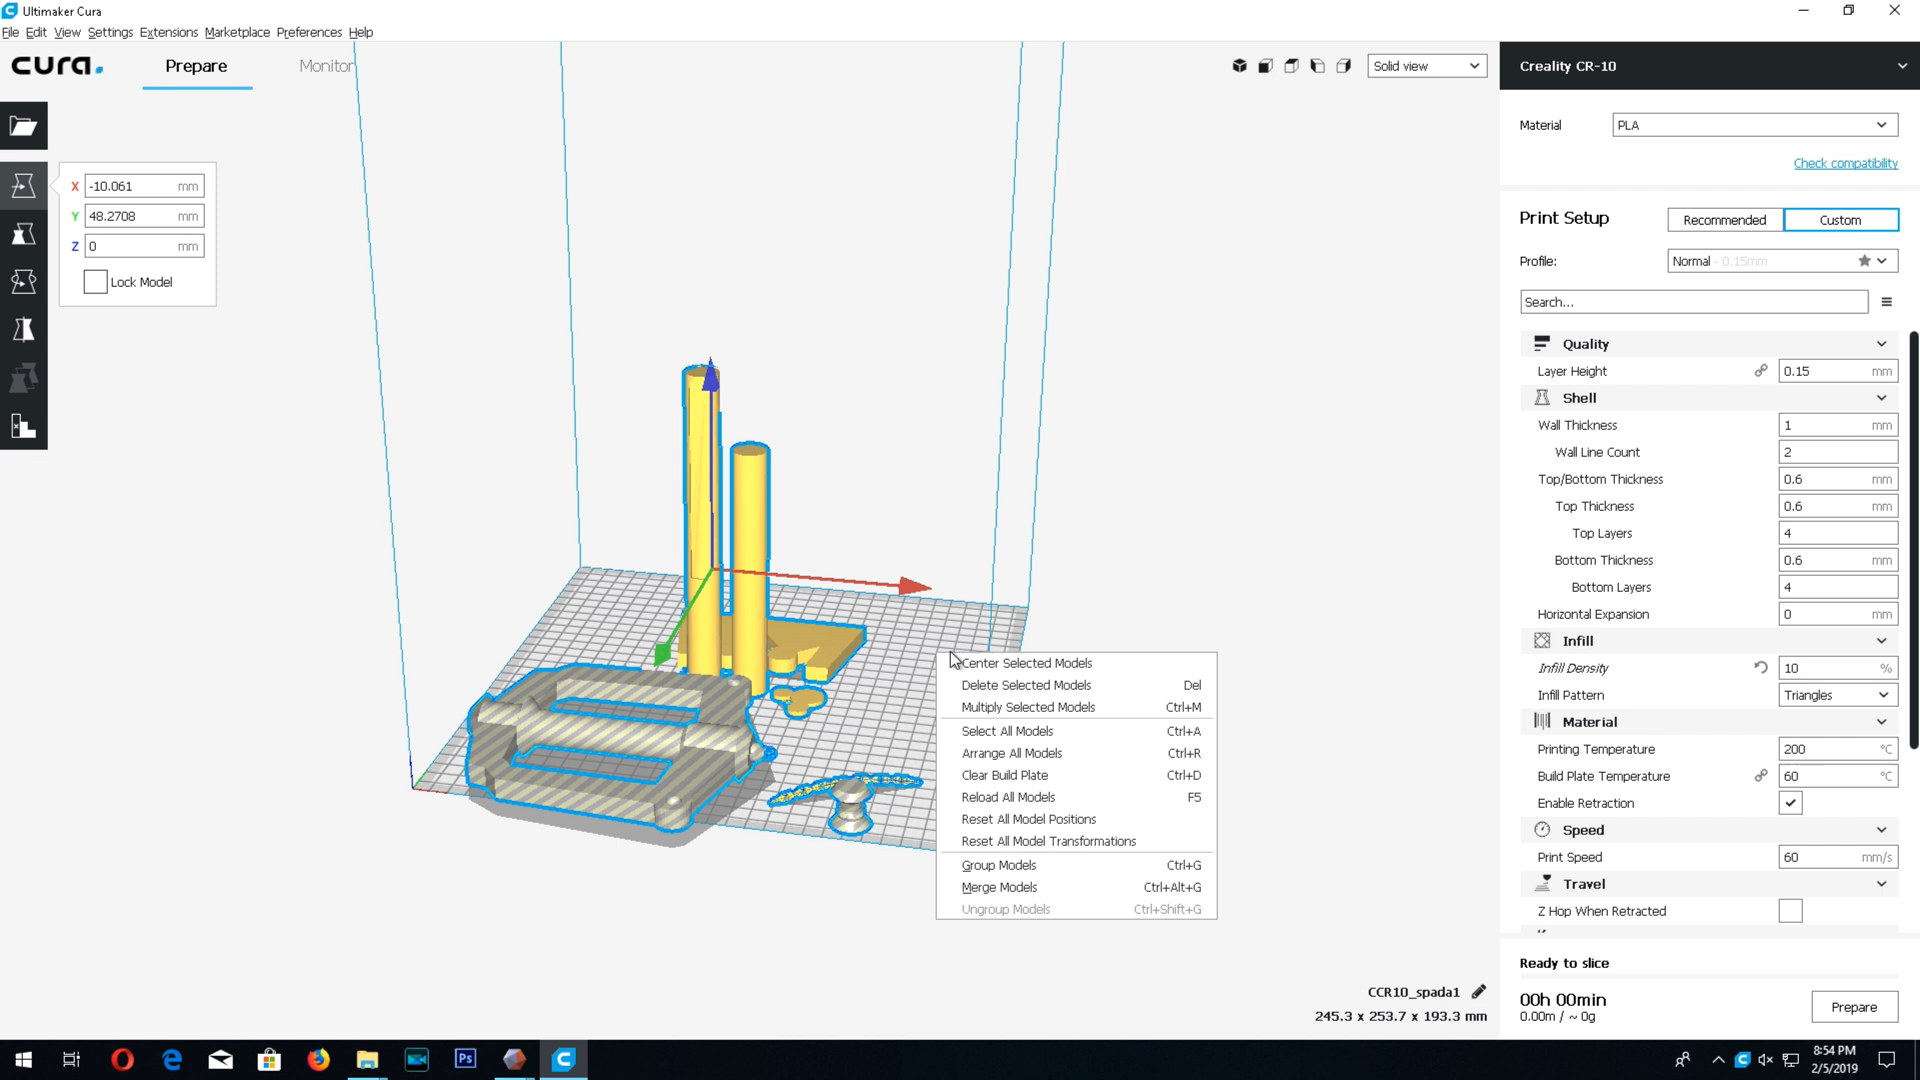 Ultimaker Cura
File Edit View Settings Extensions Marketplace Preferences Help
cura.
Prepare
Monitor
Solid view
X -10.061 mm
Y 48.2708 mm
Z 0 mm
Lock Model
Center Selected Models
Delete Selected Models Del
Multiply Selected Models Ctrl+M
Select All Models Ctrl+A
Arrange All Models Ctrl+R
Clear Build Plate Ctrl+D
Reload All Models F5
Reset All Model Positions
Reset All Model Transformations
Group Models Ctrl+G
Merge Models Ctrl+Alt+G
Ungroup Models Ctrl+Shift+G
CCR10_spada1
245.3 x 253.7 x 193.3 mm
Creality CR-10
Material PLA
Check compatibility
Print Setup Recommended Custom
Profile: Normal - 0.15mm
Search...
Quality
Layer Height 0.15 mm
Shell
Wall Thickness 1 mm
Wall Line Count 2
Top/Bottom Thickness 0.6 mm
Top Thickness 0.6 mm
Top Layers 4
Bottom Thickness 0.6 mm
Bottom Layers 4
Horizontal Expansion 0 mm
Infill
Infill Density 10 %
Infill Pattern Triangles
Material
Printing Temperature 200 °C
Build Plate Temperature 60 °C
Enable Retraction
Speed
Print Speed 60 mm/s
Travel
Z Hop When Retracted
Ready to slice
00h 00min
0.00m / ~ 0g
Prepare
Ps
8:54 PM
2/5/2019